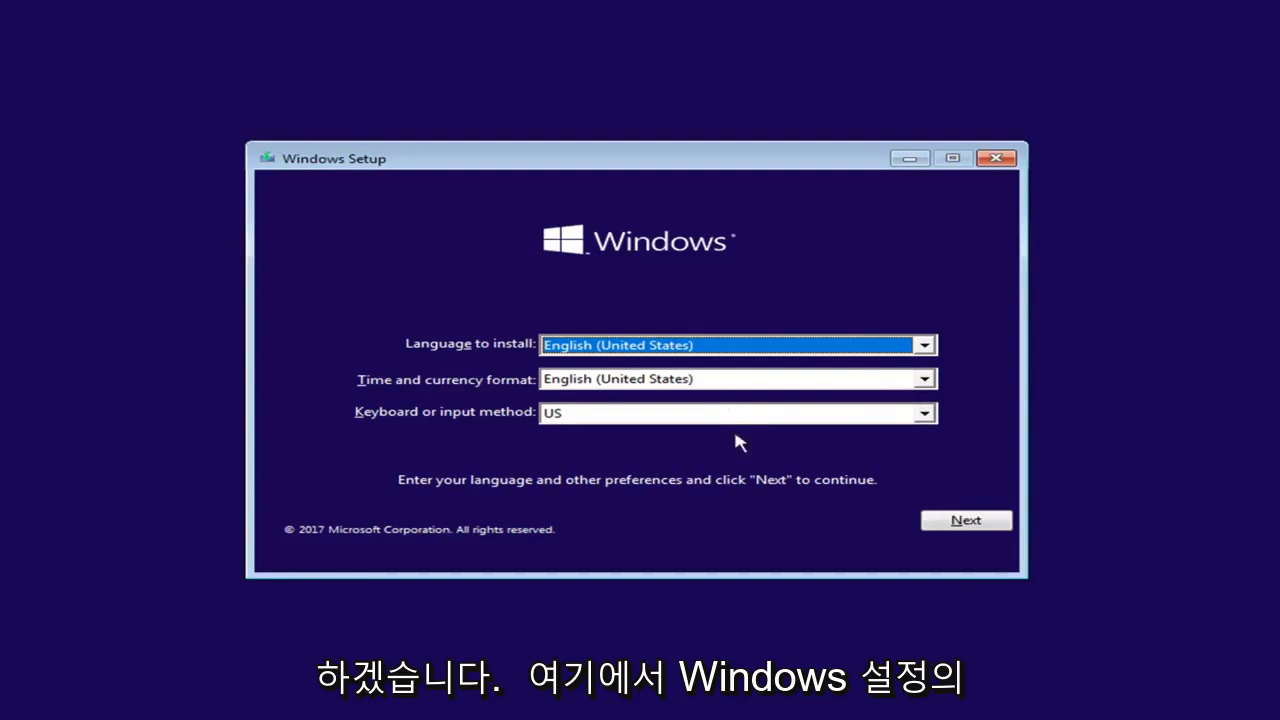 Windows Setup
Windows
Language to install: English (United States)
Time and currency format: English (United States)
Keyboard or input method: US
Enter your language and other preferences and click "Next" to continue.
Next
© 2017 Microsoft Corporation. All rights reserved.
하겠습니다. 여기에서 Windows 설정의